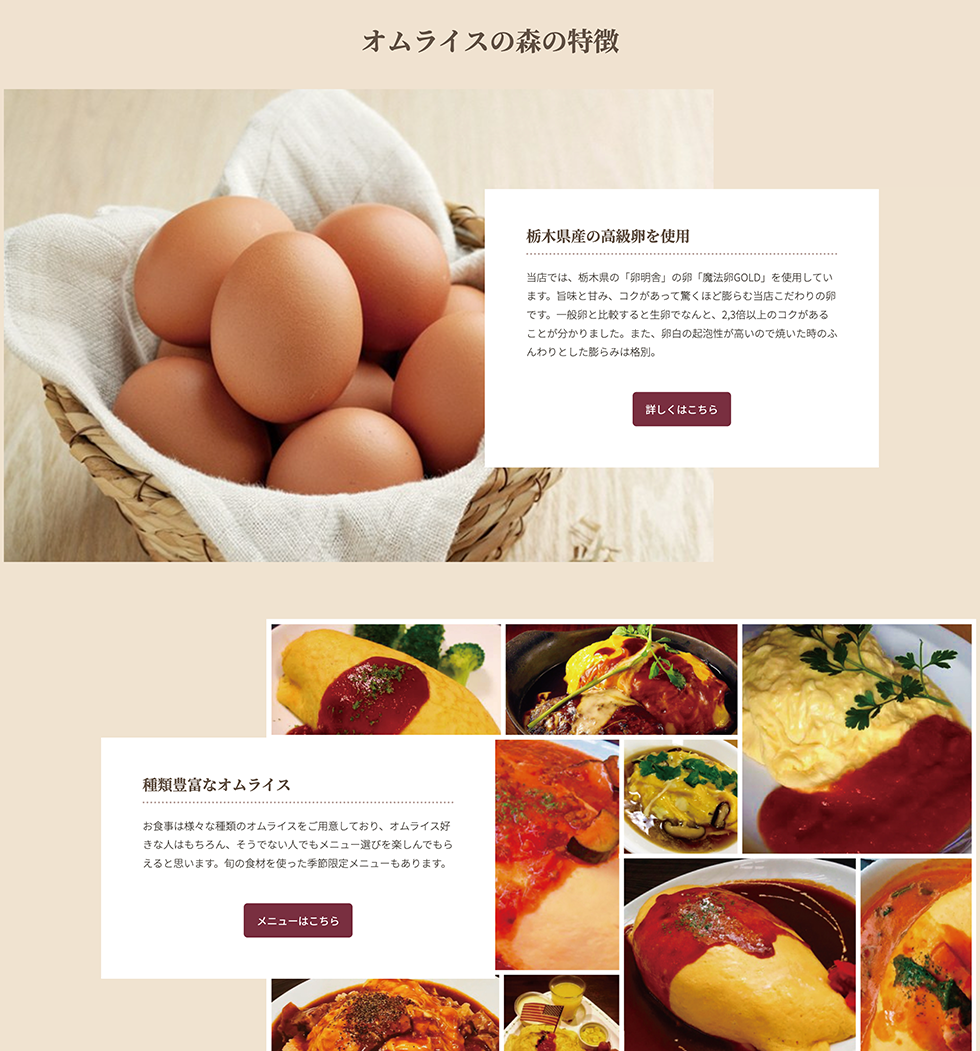 オムライスの森の特徴
栃木県産の高級卵を使用
当店では、栃木県の「卵明舎」の卵「魔法卵GOLD」を使用してい
ます。旨味と甘み、コクがあって驚くほど膨らむ当店こだわりの卵
です。一般卵と比較すると生卵でなんと、2,3倍以上のコクがある
ことが分かりました。また、卵白の起泡性が高いので焼いた時のふ
んわりとした膨らみは格別。
詳しくはこちら
種類豊富なオムライス
お食事は様々な種類のオムライスをご用意しており、オムライス好
きな人はもちろん、そうでない人でもメニュー選びを楽しんでもら
えると思います。旬の食材を使った季節限定メニューもあります。
メニューはこちら